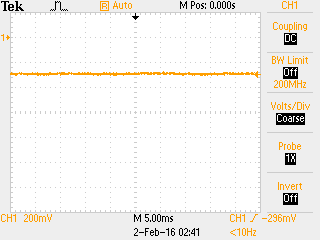 Tek R Auto M Pos: 0.000s CH1
Coupling
DC
1
BW Limit
Off
200MHz
Volts/Div
Coarse
Probe
1X
Invert
Off
CH1 200mV M 5.00ms CH1 -296mV
2-Feb-16 02:41 <10Hz